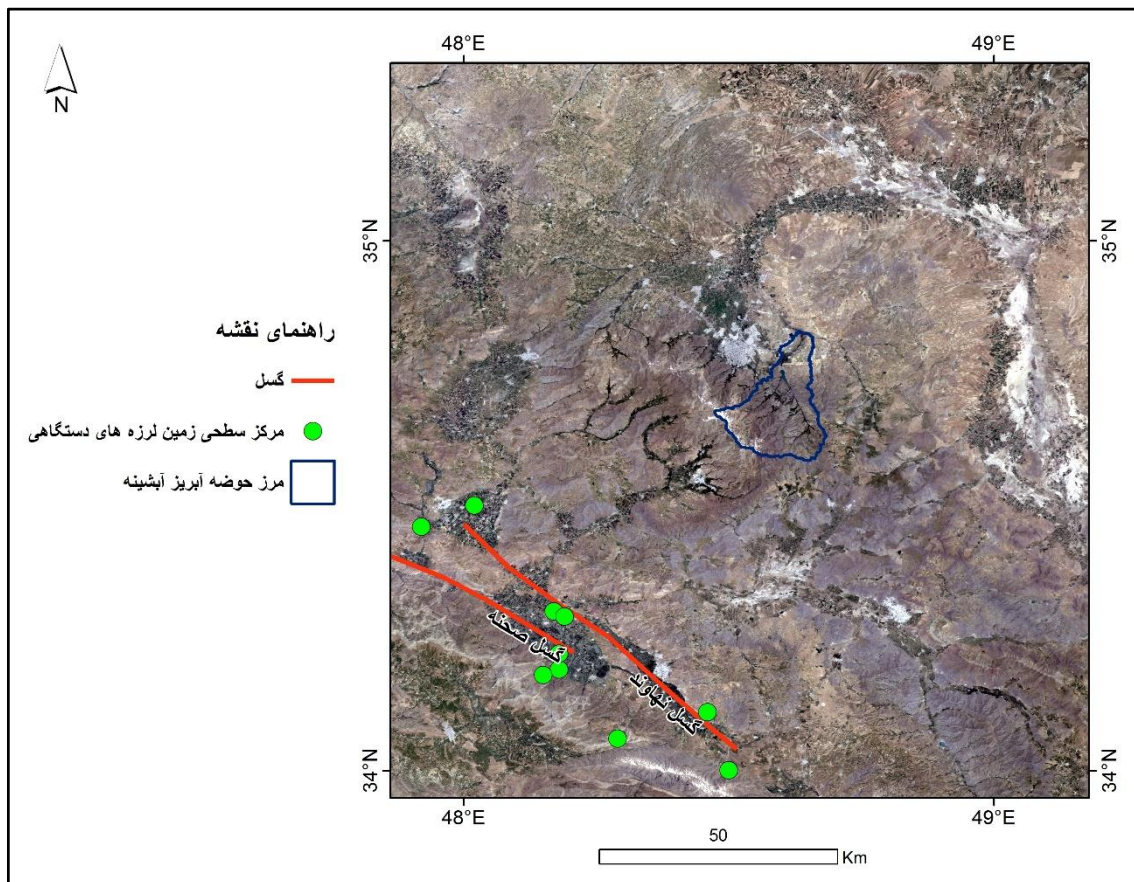 48°E
49°E
N
35°N
35°N
راهنمای نقشه
گسل
مرکز سطحی زمین لرزه های دستگاهی
مرز حوضه آبریز آبشینه
گسل صحنه
گسل نهاوند
34°N
34°N
48°E
49°E
50
Km